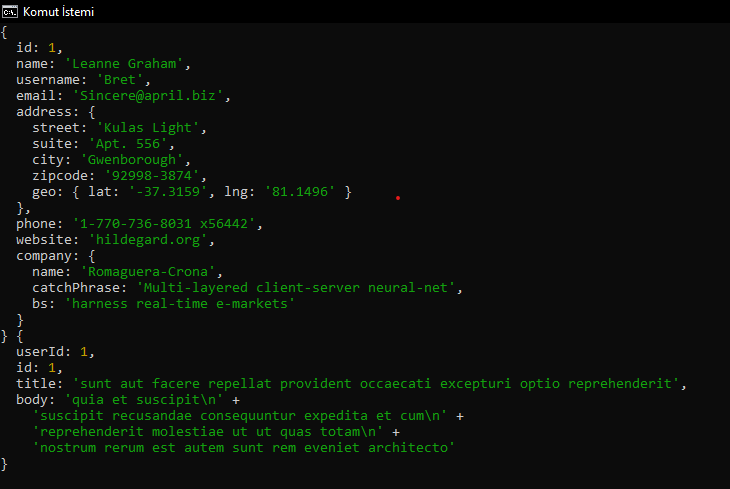 Komut İstemi
{
  id: 1,
  name: 'Leanne Graham',
  username: 'Bret',
  email: 'Sincere@april.biz',
  address: {
    street: 'Kulas Light',
    suite: 'Apt. 556',
    city: 'Gwenborough',
    zipcode: '92998-3874',
    geo: { lat: '-37.3159', lng: '81.1496' }
  },
  phone: '1-770-736-8031 x56442',
  website: 'hildegard.org',
  company: {
    name: 'Romaguera-Crona',
    catchPhrase: 'Multi-layered client-server neural-net',
    bs: 'harness real-time e-markets'
  }
} {
  userId: 1,
  id: 1,
  title: 'sunt aut facere repellat provident occaecati excepturi optio reprehenderit',
  body: 'quia et suscipit\n' +
    'suscipit recusandae consequuntur expedita et cum\n' +
    'reprehenderit molestiae ut ut quas totam\n' +
    'nostrum rerum est autem sunt rem eveniet architecto'
}